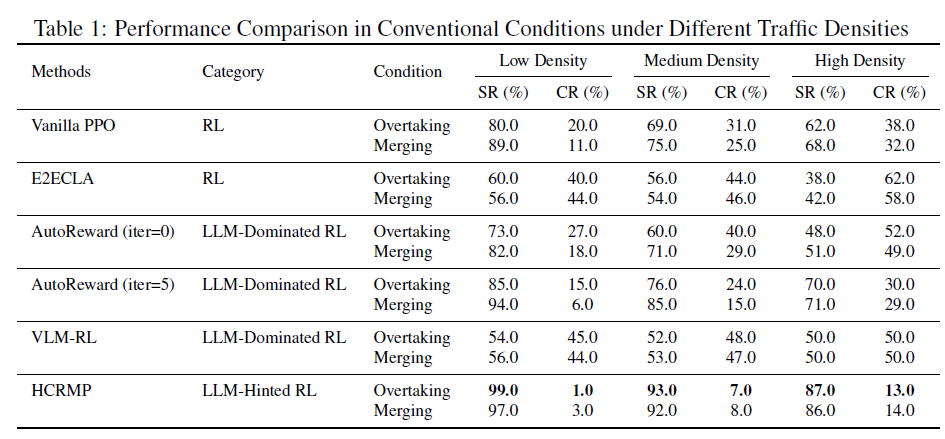 Table 1: Performance Comparison in Conventional Conditions under Different Traffic Densities
Methods Category Condition Low Density Medium Density High Density
SR (%) CR (%) SR (%) CR (%) SR (%) CR (%)
Vanilla PPO RL Overtaking 80.0 20.0 69.0 31.0 62.0 38.0
Merging 89.0 11.0 75.0 25.0 68.0 32.0
E2ECLA RL Overtaking 60.0 40.0 56.0 44.0 38.0 62.0
Merging 56.0 44.0 54.0 46.0 42.0 58.0
AutoReward (iter=0) LLM-Dominated RL Overtaking 73.0 27.0 60.0 40.0 48.0 52.0
Merging 82.0 18.0 71.0 29.0 51.0 49.0
AutoReward (iter=5) LLM-Dominated RL Overtaking 85.0 15.0 76.0 24.0 70.0 30.0
Merging 94.0 6.0 85.0 15.0 71.0 29.0
VLM-RL LLM-Dominated RL Overtaking 54.0 45.0 52.0 48.0 50.0 50.0
Merging 56.0 44.0 53.0 47.0 50.0 50.0
HCRMP LLM-Hinted RL Overtaking 99.0 1.0 93.0 7.0 87.0 13.0
Merging 97.0 3.0 92.0 8.0 86.0 14.0